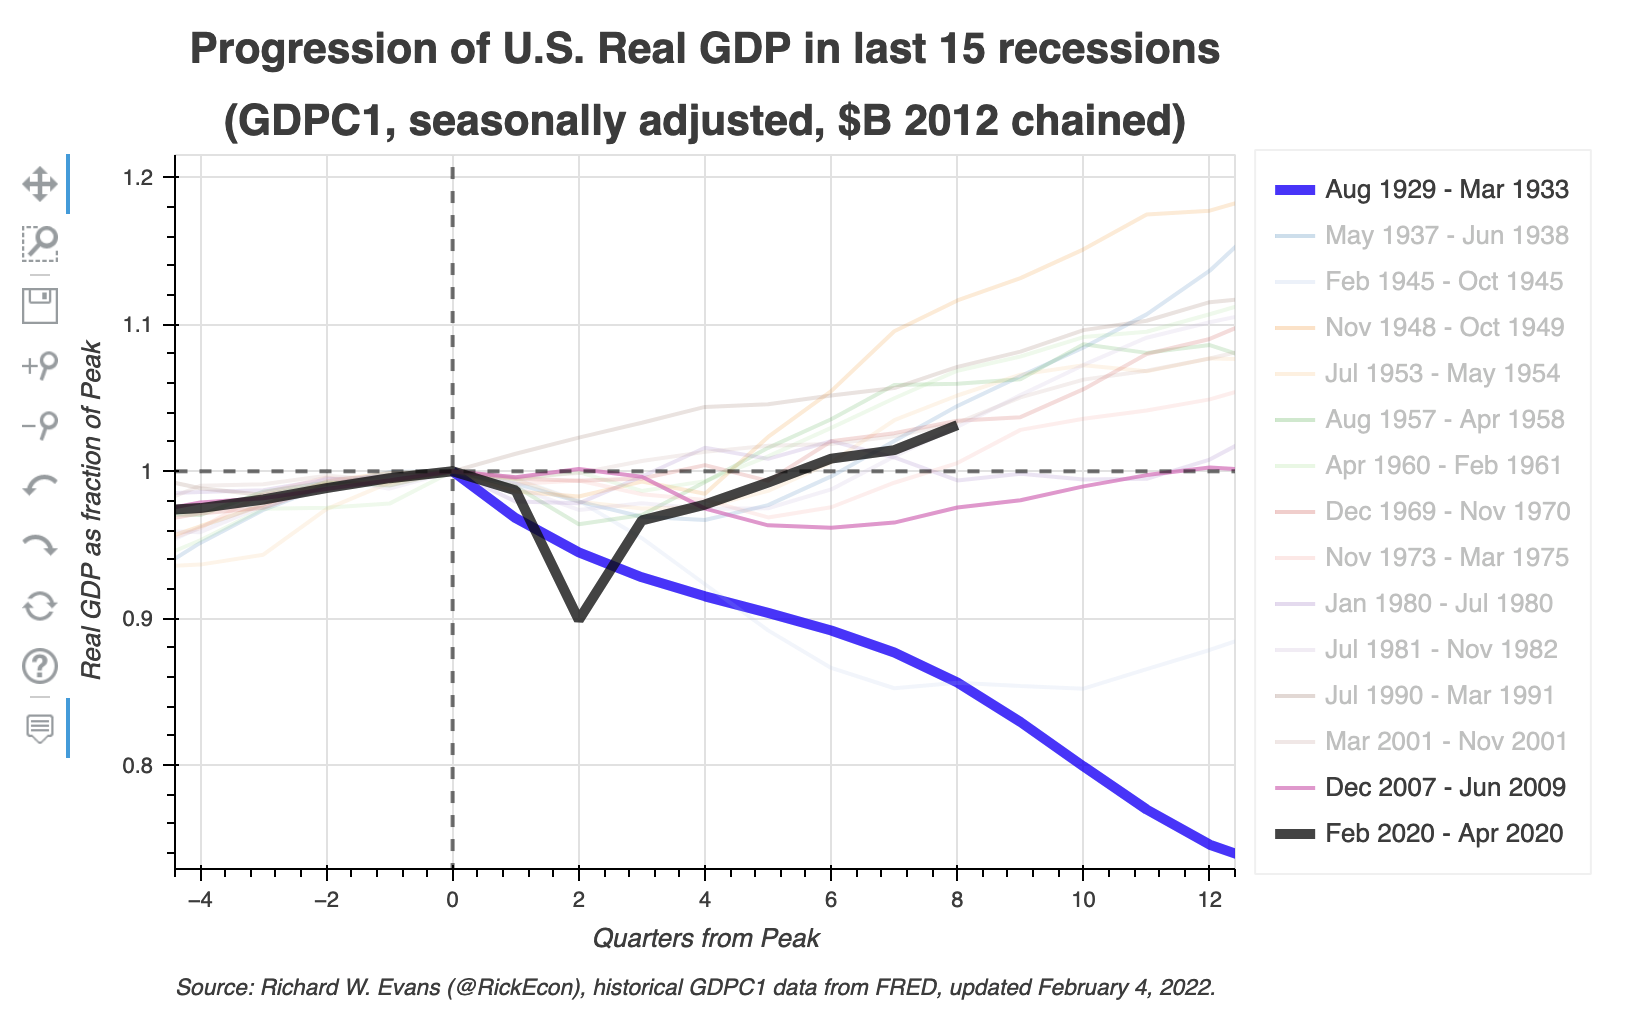 Progression of U.S. Real GDP in last 15 recessions
(GDPC1, seasonally adjusted, $B 2012 chained)
Real GDP as fraction of Peak
1.2
1.1
1
0.9
0.8
−4
−2
0
2
4
6
8
10
12
Quarters from Peak
Aug 1929 - Mar 1933
May 1937 - Jun 1938
Feb 1945 - Oct 1945
Nov 1948 - Oct 1949
Jul 1953 - May 1954
Aug 1957 - Apr 1958
Apr 1960 - Feb 1961
Dec 1969 - Nov 1970
Nov 1973 - Mar 1975
Jan 1980 - Jul 1980
Jul 1981 - Nov 1982
Jul 1990 - Mar 1991
Mar 2001 - Nov 2001
Dec 2007 - Jun 2009
Feb 2020 - Apr 2020
Source: Richard W. Evans (@RickEcon), historical GDPC1 data from FRED, updated February 4, 2022.